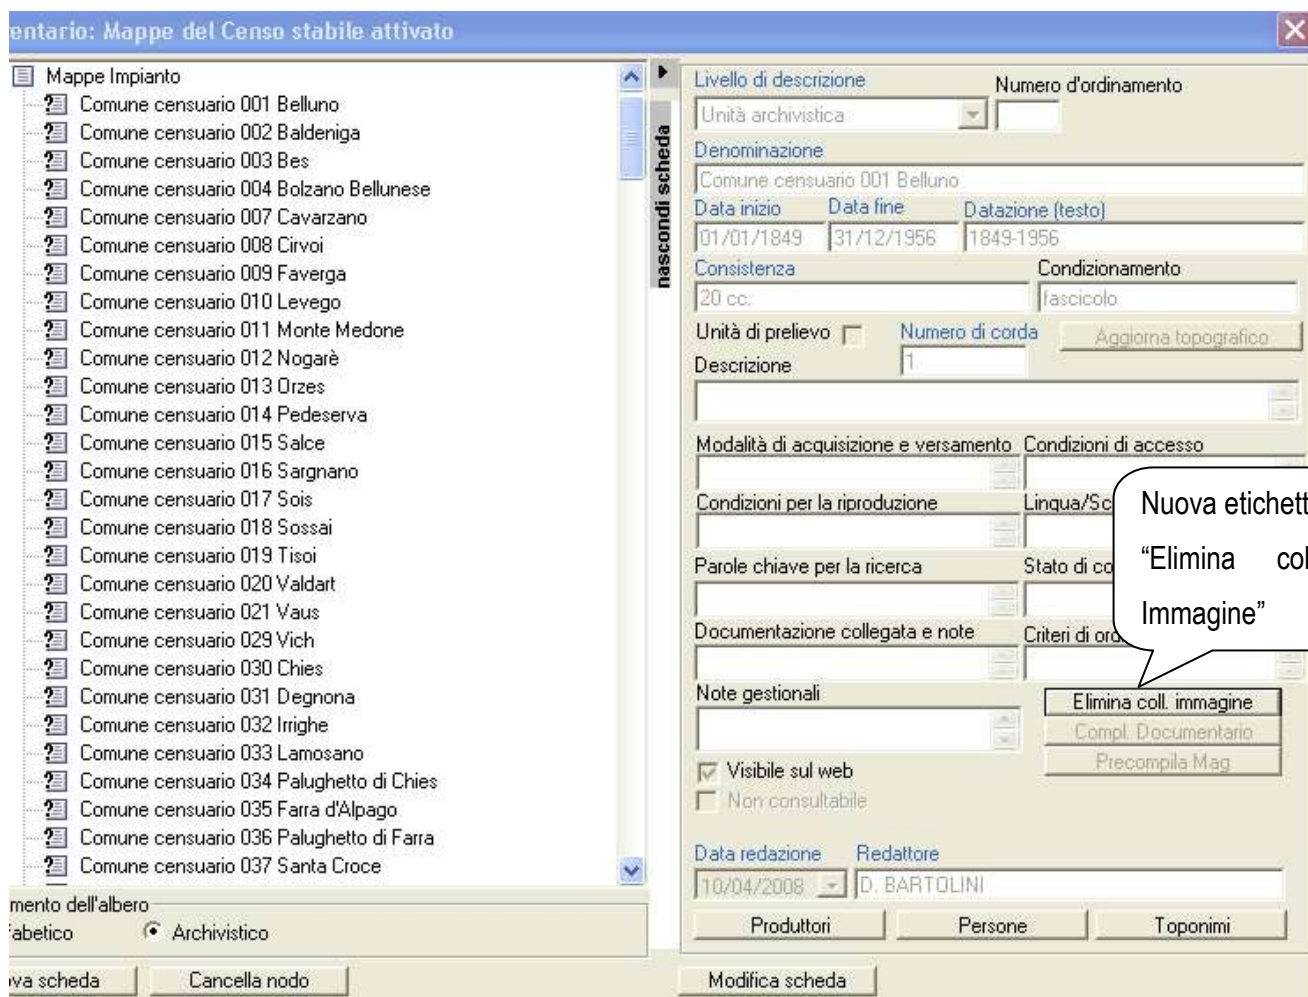 entario: Mappe del Censo stabile attivato
Mappe Impianto
Comune censuario 001 Belluno
Comune censuario 002 Baldeniga
Comune censuario 003 Bes
Comune censuario 004 Bolzano Bellunese
Comune censuario 007 Cavarzano
Comune censuario 008 Cirvoi
Comune censuario 009 Faverga
Comune censuario 010 Levego
Comune censuario 011 Monte Medone
Comune censuario 012 Nogarè
Comune censuario 013 Orzes
Comune censuario 014 Pedeserva
Comune censuario 015 Salce
Comune censuario 016 Sargnano
Comune censuario 017 Sois
Comune censuario 018 Sossai
Comune censuario 019 Tisoi
Comune censuario 020 Valdart
Comune censuario 021 Vaus
Comune censuario 029 Vich
Comune censuario 030 Chies
Comune censuario 031 Degnona
Comune censuario 032 Irrighe
Comune censuario 033 Lamosano
Comune censuario 034 Palughetto di Chies
Comune censuario 035 Farra d'Alpago
Comune censuario 036 Palughetto di Farra
Comune censuario 037 Santa Croce
mento dell'albero
abetico Archivistico
ova scheda Cancella nodo
nascondi scheda
Livello di descrizione Numero d'ordinamento
Unità archivistica
Denominazione
Comune censuario 001 Belluno
Data inizio Data fine Datazione (testo)
01/01/1849 31/12/1956 1849-1956
Consistenza Condizionamento
20 cc. fascicolo
Unità di prelievo Numero di corda Aggiorna topografico
1
Descrizione
Modalità di acquisizione e versamento Condizioni di accesso
Condizioni per la riproduzione Lingua/Sc
Parole chiave per la ricerca Stato di co
Documentazione collegata e note Criteri di ord
Nuova etichett
“Elimina col
Immagine”
Note gestionali Elimina coll. immagine
Compl. Documentario
Precompila Mag
Visibile sul web
Non consultabile
Data redazione Redattore
10/04/2008 D. BARTOLINI
Produttori Persone Toponimi
Modifica scheda